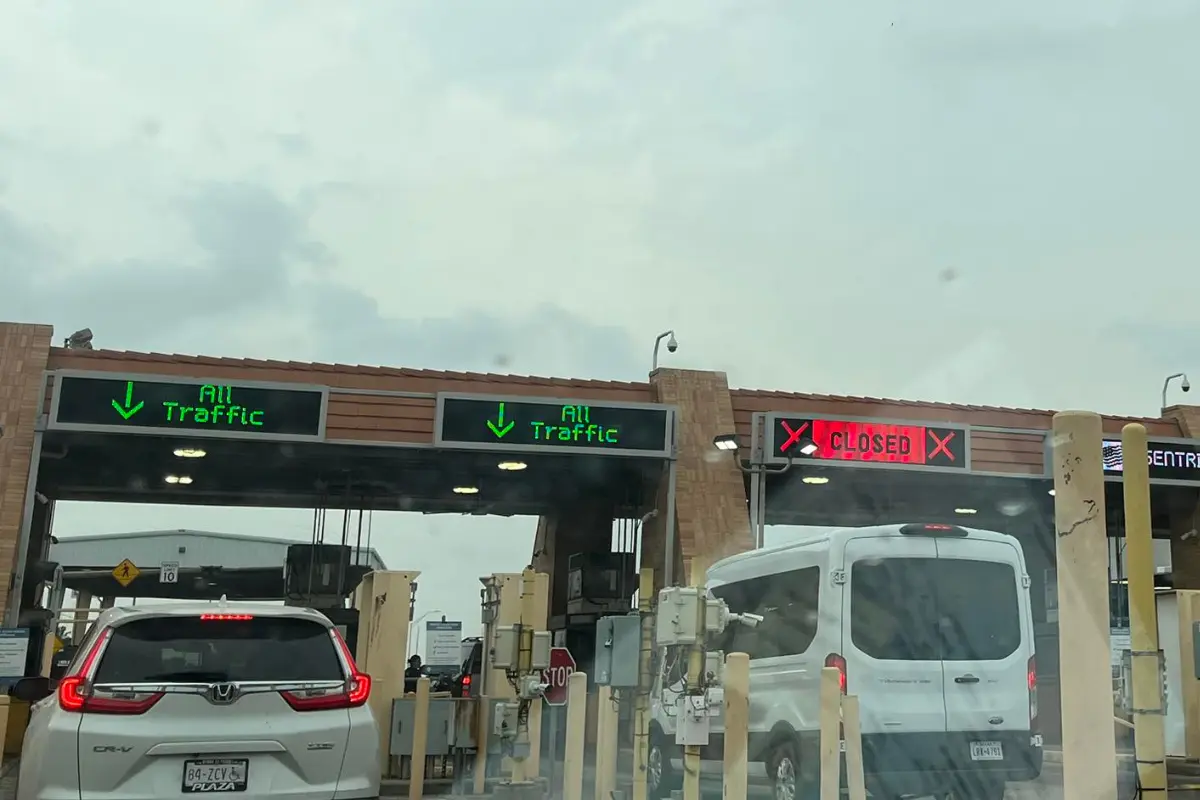 All
Traffic
All
Traffic
CLOSED
SENTRI
10
STOP
CR-V
84-ZCV
PLAZA